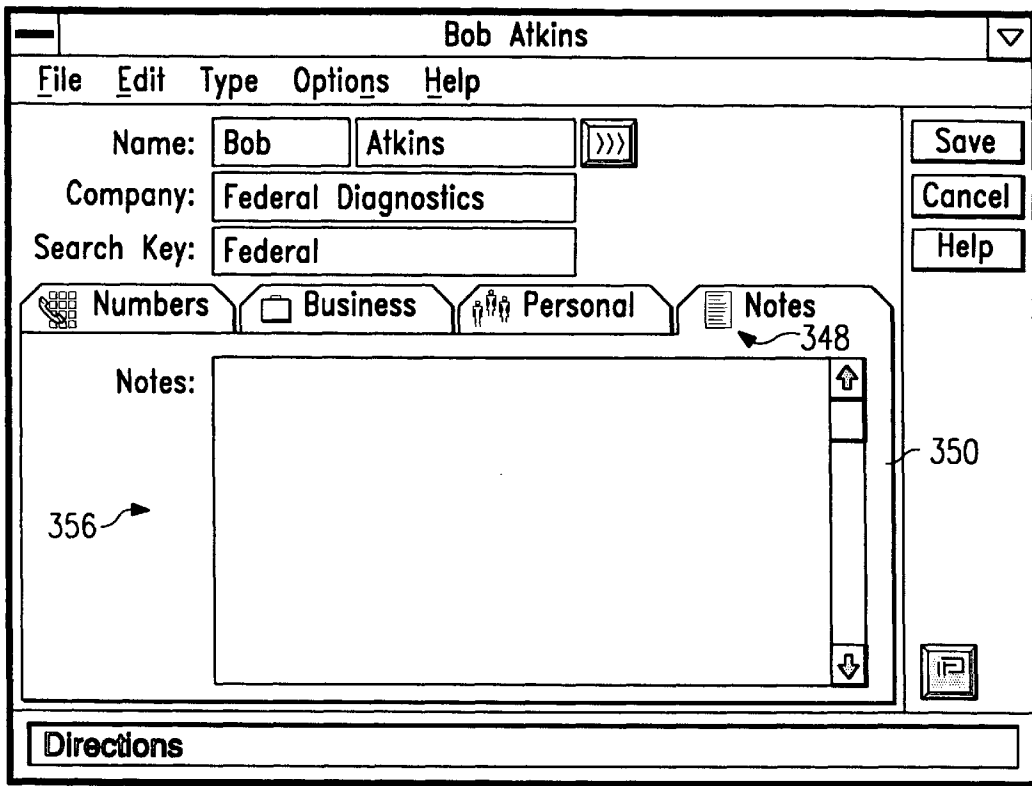 Bob Atkins
File Edit Type Options Help
Name: Bob Atkins >>> Save
Company: Federal Diagnostics Cancel
Search Key: Federal Help
Numbers Business Personal Notes
348
Notes:
350
356
Directions